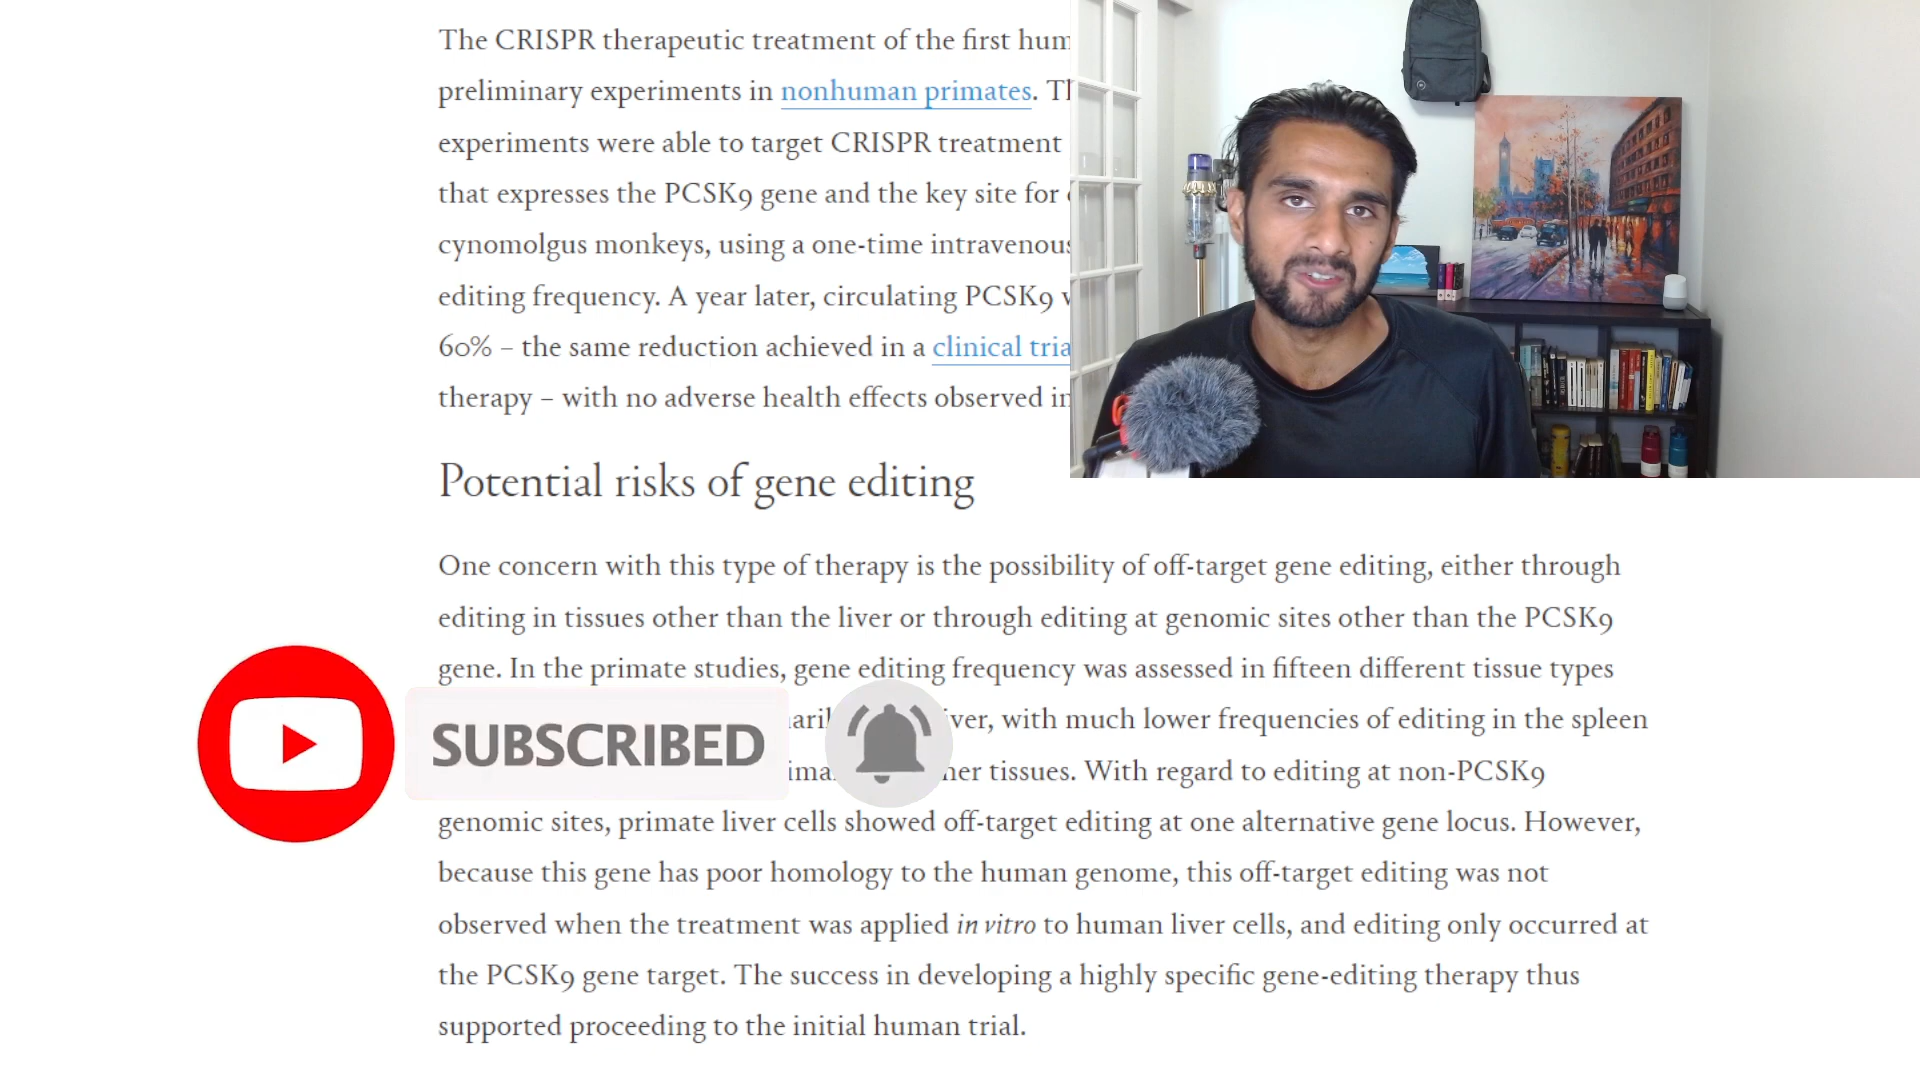 The CRISPR therapeutic treatment of the first hum
preliminary experiments in nonhuman primates. Th
experiments were able to target CRISPR treatment
that expresses the PCSK9 gene and the key site for
cynomolgus monkeys, using a one-time intravenous
editing frequency. A year later, circulating PCSK9
60% – the same reduction achieved in a clinical tria
therapy – with no adverse health effects observed in
Potential risks of gene editing
One concern with this type of therapy is the possibility of off-target gene editing, either through
editing in tissues other than the liver or through editing at genomic sites other than the PCSK9
gene. In the primate studies, gene editing frequency was assessed in fifteen different tissue types
iver, with much lower frequencies of editing in the spleen
SUBSCRIBED
her tissues. With regard to editing at non-PCSK9
genomic sites, primate liver cells showed off-target editing at one alternative gene locus. However,
because this gene has poor homology to the human genome, this off-target editing was not
observed when the treatment was applied in vitro to human liver cells, and editing only occurred at
the PCSK9 gene target. The success in developing a highly specific gene-editing therapy thus
supported proceeding to the initial human trial.